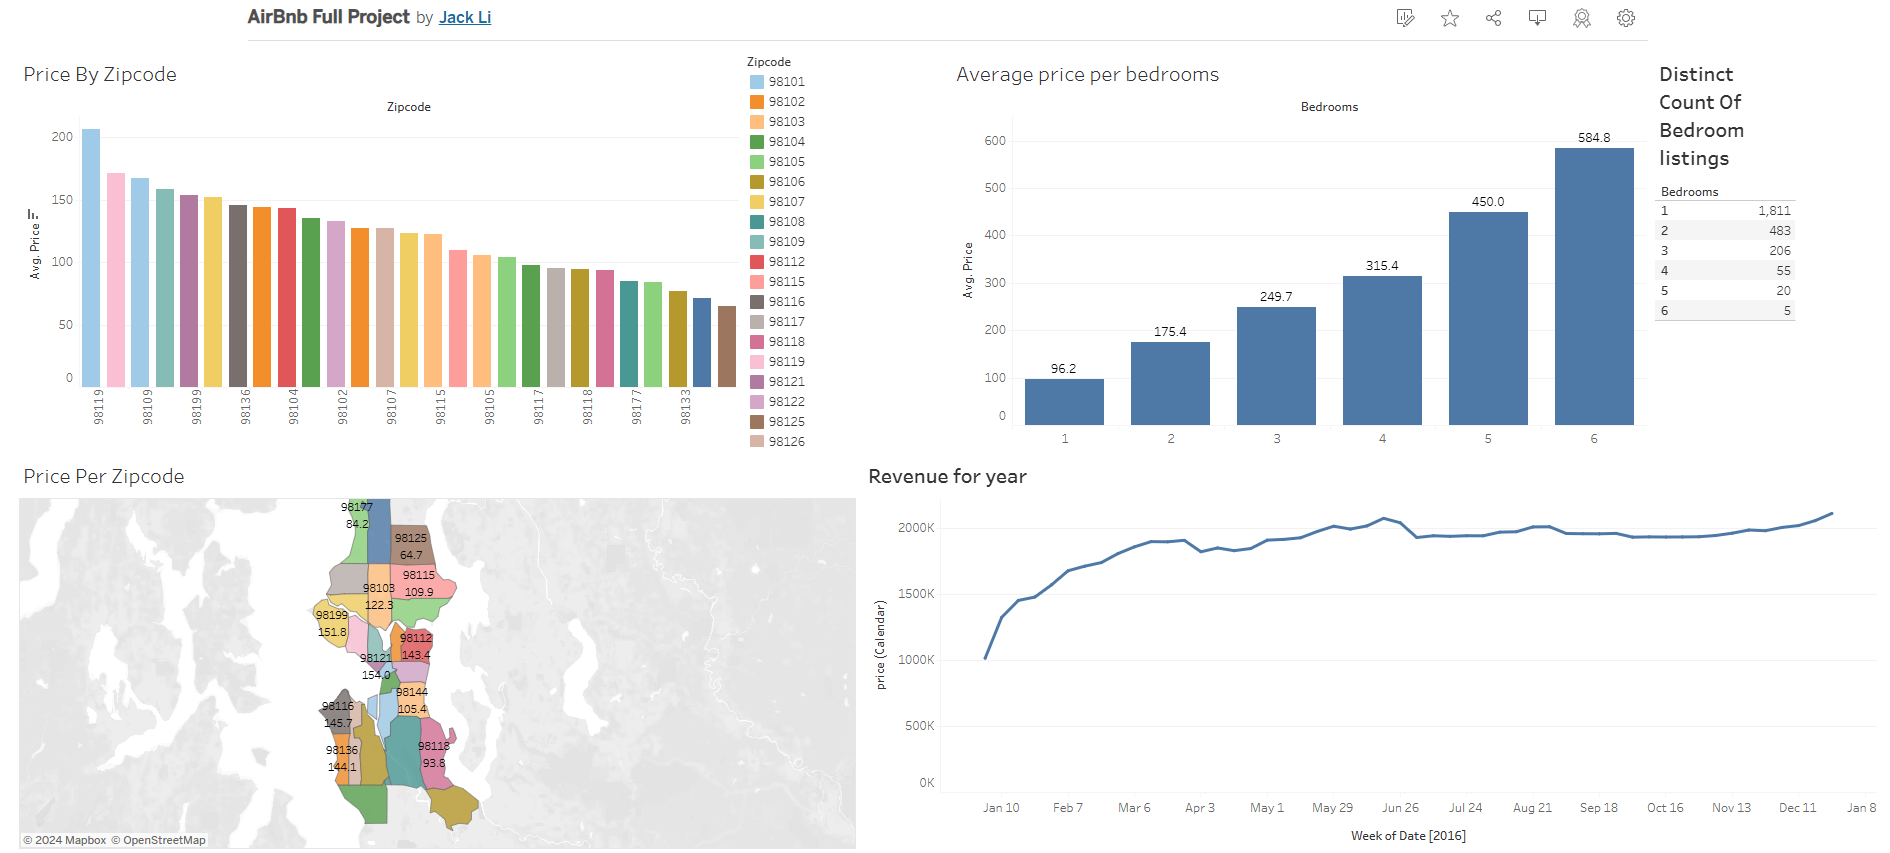 AirBnb Full Project by Jack Li
Price By Zipcode
Zipcode
Avg. Price
200
150
100
50
0
98119
98109
98199
98136
98104
98102
98107
98115
98105
98117
98118
98177
98133
Zipcode
98101
98102
98103
98104
98105
98106
98107
98108
98109
98112
98115
98116
98117
98118
98119
98121
98122
98125
98126
Average price per bedrooms
Bedrooms
Avg. Price
600
500
400
300
200
100
0
96.2
175.4
249.7
315.4
450.0
584.8
1
2
3
4
5
6
Distinct
Count Of
Bedroom
listings
Bedrooms
1 1,811
2 483
3 206
4 55
5 20
6 5
Price Per Zipcode
98177
84.2
98125
64.7
98115
109.9
98103
122.3
98199
151.8
98112
143.4
98121
154.0
98144
105.4
98116
145.7
98136
144.1
98118
93.8
© 2024 Mapbox © OpenStreetMap
Revenue for year
price (Calendar)
2000K
1500K
1000K
500K
0K
Jan 10
Feb 7
Mar 6
Apr 3
May 1
May 29
Jun 26
Jul 24
Aug 21
Sep 18
Oct 16
Nov 13
Dec 11
Jan 8
Week of Date [2016]